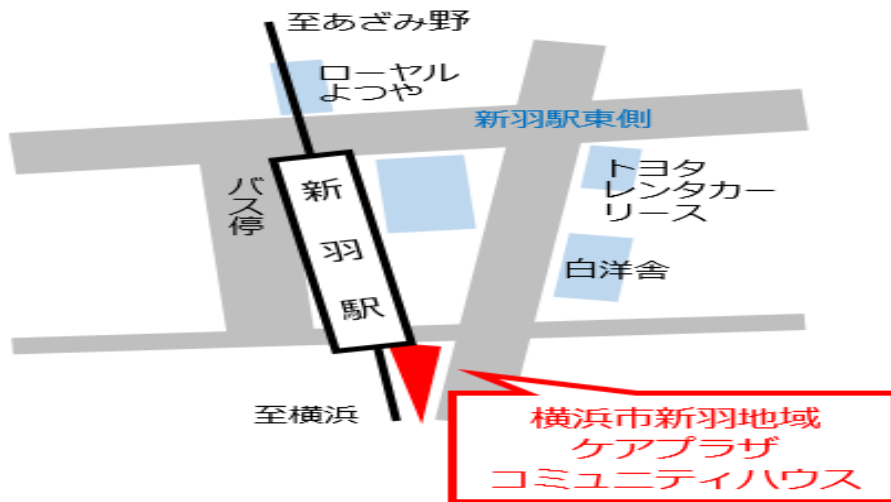 至あざみ野
ローヤル
よつや
新羽駅東側
バス停
新羽駅
トヨタ
レンタカー
リース
白洋舎
至横浜
横浜市新羽地域
ケアプラザ
コミュニティハウス